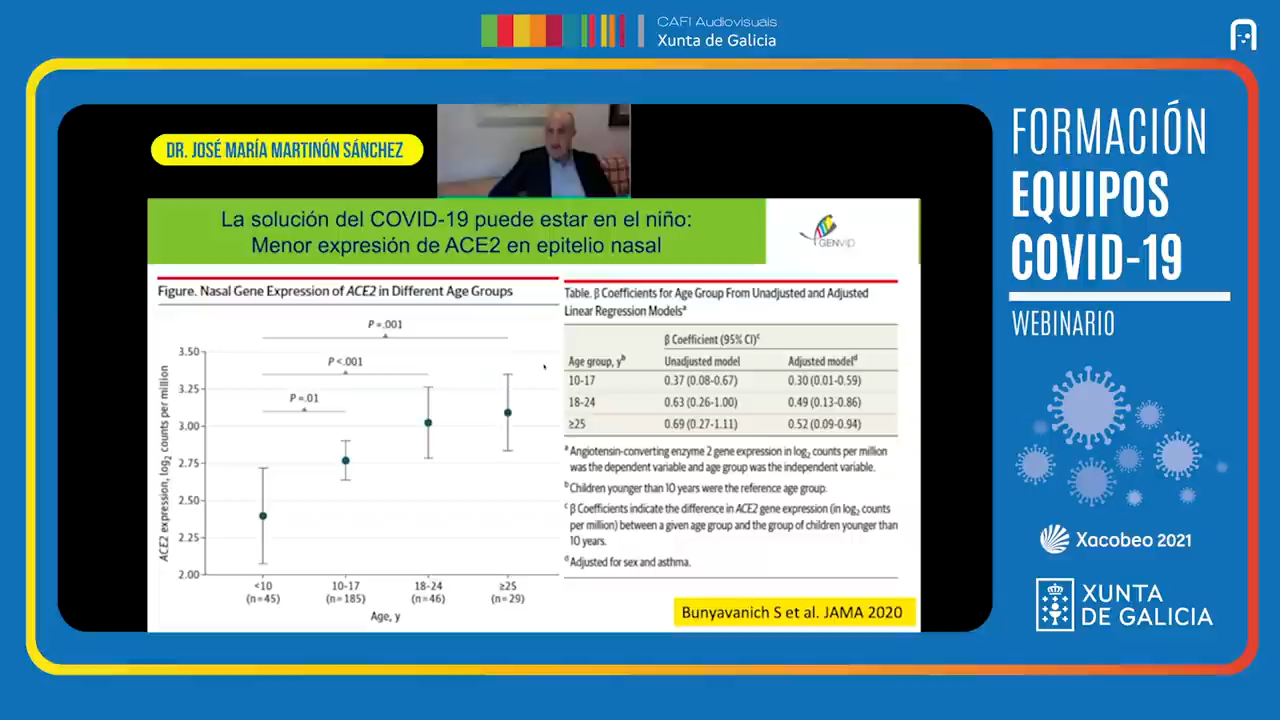 CAFI Audiovisuais
Xunta de Galicia
DR. JOSÉ MARÍA MARTINÓN SÁNCHEZ
La solución del COVID-19 puede estar en el niño:
Menor expresión de ACE2 en epitelio nasal
GENvip
Figure. Nasal Gene Expression of ACE2 in Different Age Groups
P=.001
P<.001
P=.01
3.50
3.25
3.00
2.75
2.50
2.25
2.00
ACE2 expression, log2 counts per million
<10
(n=45)
10-17
(n=185)
18-24
(n=46)
≥25
(n=29)
Age, y
Table. β Coefficients for Age Group From Unadjusted and Adjusted
Linear Regression Modelsa
β Coefficient (95% CI)c
Age group, yb Unadjusted model Adjusted modeld
10-17 0.37 (0.08-0.67) 0.30 (0.01-0.59)
18-24 0.63 (0.26-1.00) 0.49 (0.13-0.86)
≥25 0.69 (0.27-1.11) 0.52 (0.09-0.94)
a Angiotensin-converting enzyme 2 gene expression in log2 counts per million
was the dependent variable and age group was the independent variable.
b Children younger than 10 years were the reference age group.
c β Coefficients indicate the difference in ACE2 gene expression (in log2 counts
per million) between a given age group and the group of children younger than
10 years.
d Adjusted for sex and asthma.
Bunyavanich S et al. JAMA 2020
FORMACIÓN
EQUIPOS
COVID-19
WEBINARIO
Xacobeo 2021
XUNTA
DE GALICIA